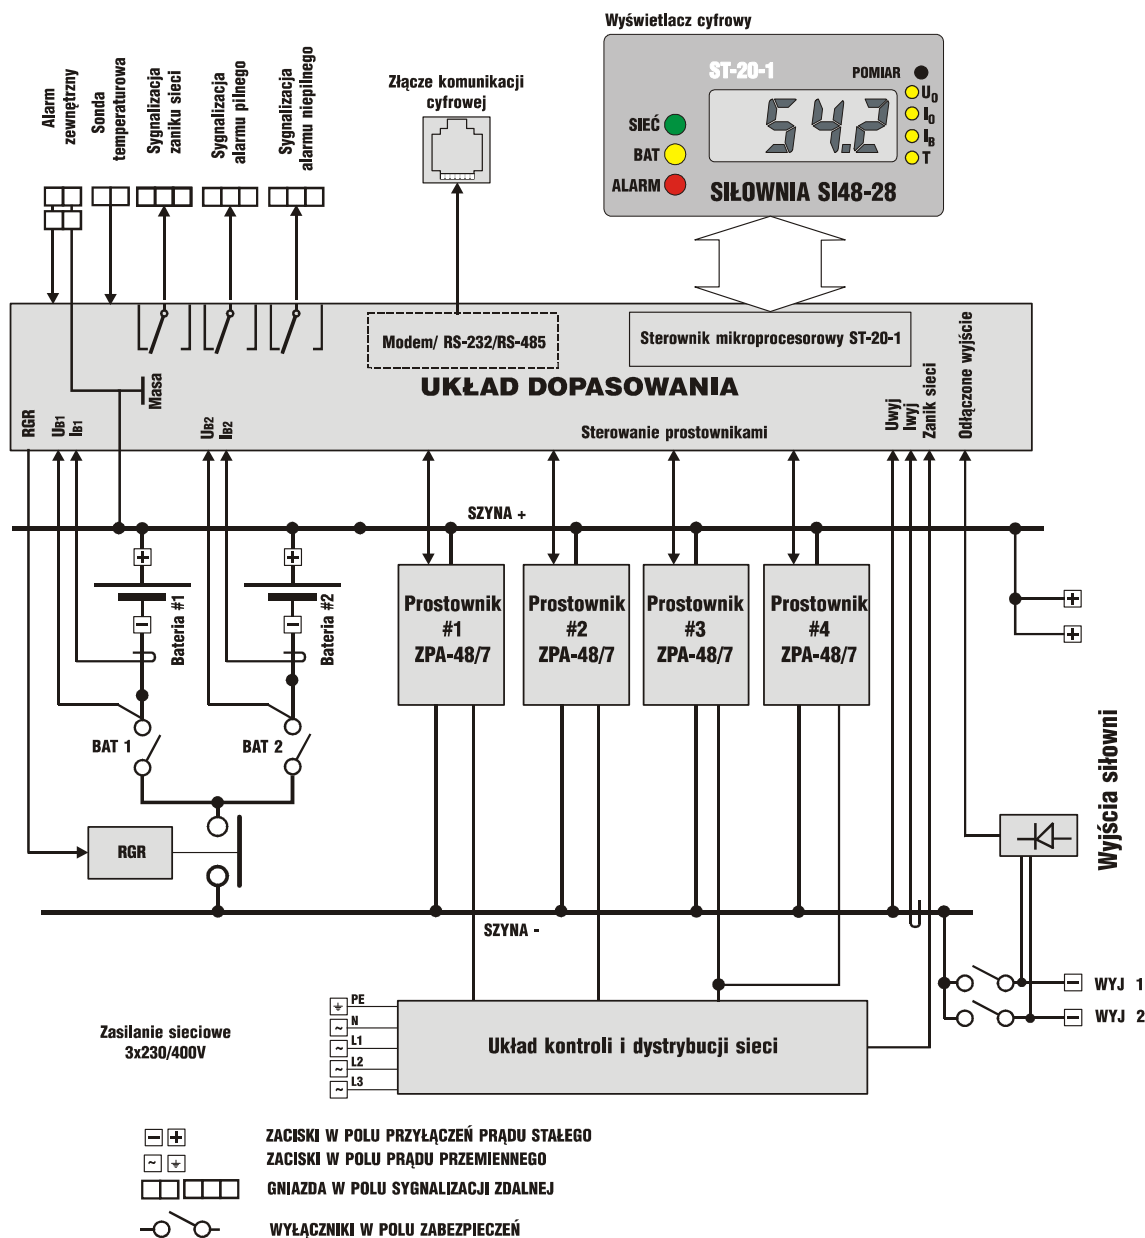 Wyświetlacz cyfrowy
ST-20-1
POMIAR
54.2
U0
I0
IB
T
SIEĆ
BAT
ALARM
SIŁOWNIA SI48-28
Alarm
zewnętrzny
Sonda
temperaturowa
Sygnalizacja
zaniku sieci
Sygnalizacja
alarmu pilnego
Sygnalizacja
alarmu niepilnego
Złącze komunikacji
cyfrowej
Modem/ RS-232/RS-485
Sterownik mikroprocesorowy ST-20-1
UKŁAD DOPASOWANIA
Masa
RGR
UB1
IB1
UB2
IB2
Sterowanie prostownikami
Uwyj
Iwyj
Zanik sieci
Odłączone wyjście
SZYNA +
+
+
Bateria #1
Bateria #2
−
−
Prostownik
#1
ZPA-48/7
Prostownik
#2
ZPA-48/7
Prostownik
#3
ZPA-48/7
Prostownik
#4
ZPA-48/7
+
+
BAT 1
BAT 2
RGR
Wyjścia siłowni
SZYNA -
− WYJ 1
− WYJ 2
Zasilanie sieciowe
3x230/400V
PE
~ N
~ L1
~ L2
~ L3
Układ kontroli i dystrybucji sieci
− + ZACISKI W POLU PRZYŁĄCZEŃ PRĄDU STAŁEGO
~ ZACISKI W POLU PRĄDU PRZEMIENNEGO
GNIAZDA W POLU SYGNALIZACJI ZDALNEJ
WYŁĄCZNIKI W POLU ZABEZPIECZEŃ